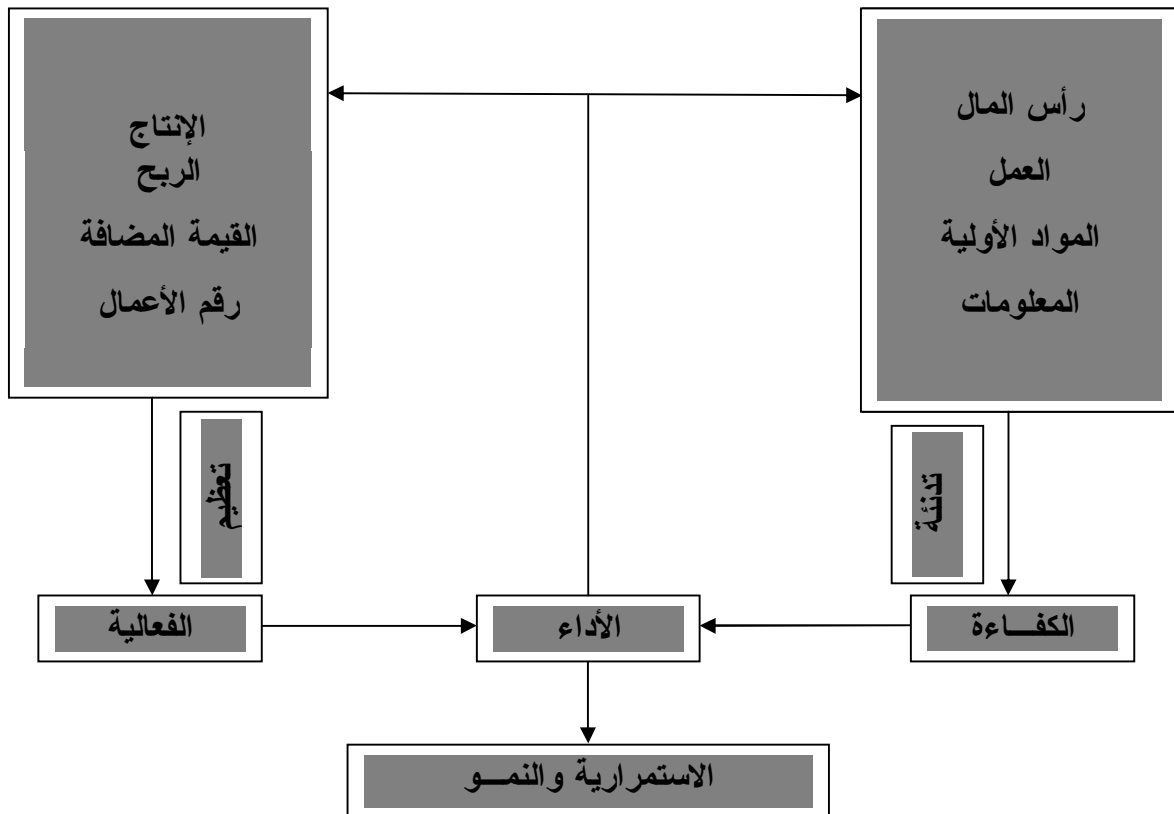 رأس المال
العمل
المواد الأولية
المعلومات
الإنتاج
الربح
القيمة المضافة
رقم الأعمال
تدنئة
تعظيم
الكفـــاءة
الأداء
الفعالية
الاستمرارية والنمـــو